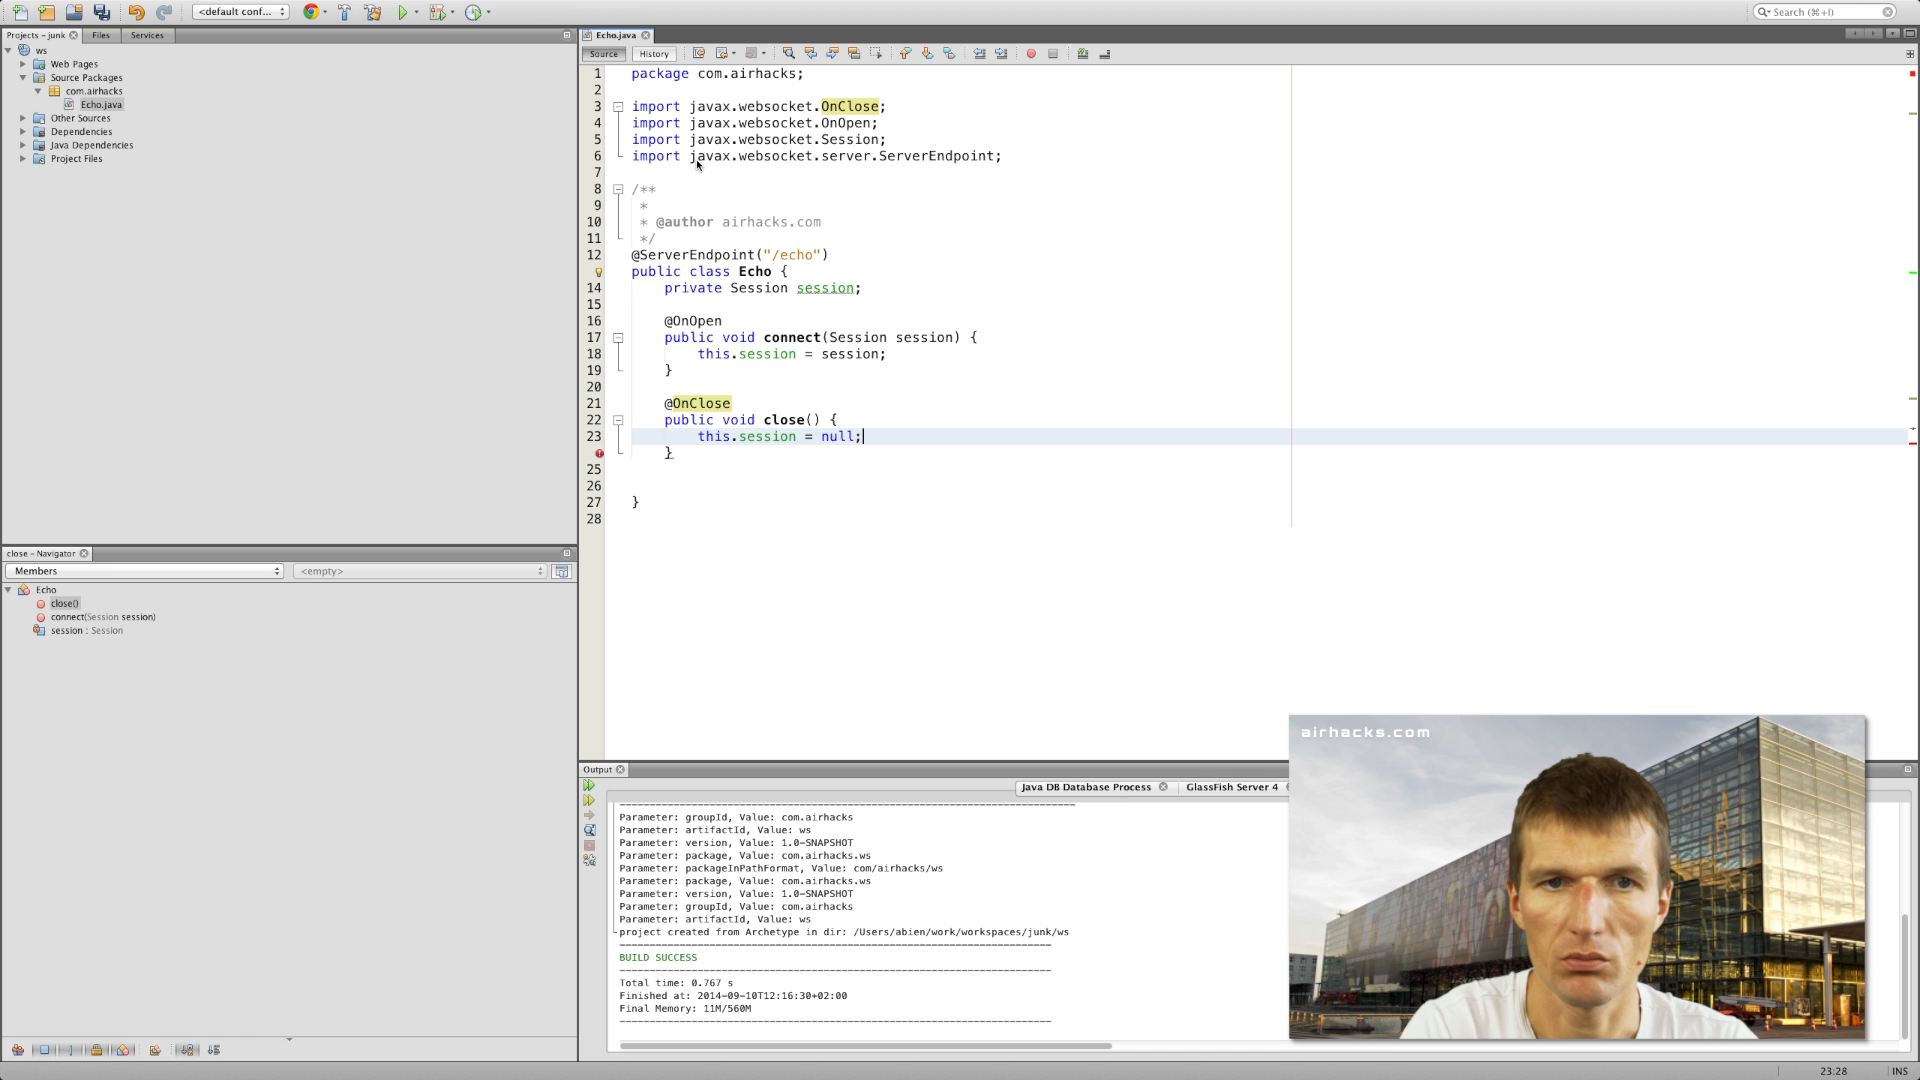 <default conf...
Search (⌘+I)
Projects – junk
Files
Services
ws
Web Pages
Source Packages
com.airhacks
Echo.java
Other Sources
Dependencies
Java Dependencies
Project Files
Echo.java
Source
History
1 package com.airhacks;
2
3 import javax.websocket.OnClose;
4 import javax.websocket.OnOpen;
5 import javax.websocket.Session;
6 import javax.websocket.server.ServerEndpoint;
7
8 /**
9 *
10 * @author airhacks.com
11 */
12 @ServerEndpoint("/echo")
public class Echo {
14 private Session session;
15
16 @OnOpen
17 public void connect(Session session) {
18 this.session = session;
19 }
20
21 @OnClose
22 public void close() {
23 this.session = null;
}
25
26
27 }
28
close – Navigator
Members
<empty>
Echo
close()
connect(Session session)
session : Session
Output
Java DB Database Process
GlassFish Server 4
Parameter: groupId, Value: com.airhacks
Parameter: artifactId, Value: ws
Parameter: version, Value: 1.0-SNAPSHOT
Parameter: package, Value: com.airhacks.ws
Parameter: packageInPathFormat, Value: com/airhacks/ws
Parameter: package, Value: com.airhacks.ws
Parameter: version, Value: 1.0-SNAPSHOT
Parameter: groupId, Value: com.airhacks
Parameter: artifactId, Value: ws
project created from Archetype in dir: /Users/abien/work/workspaces/junk/ws
BUILD SUCCESS
Total time: 0.767 s
Finished at: 2014-09-10T12:16:30+02:00
Final Memory: 11M/560M
airhacks.com
23:28
INS